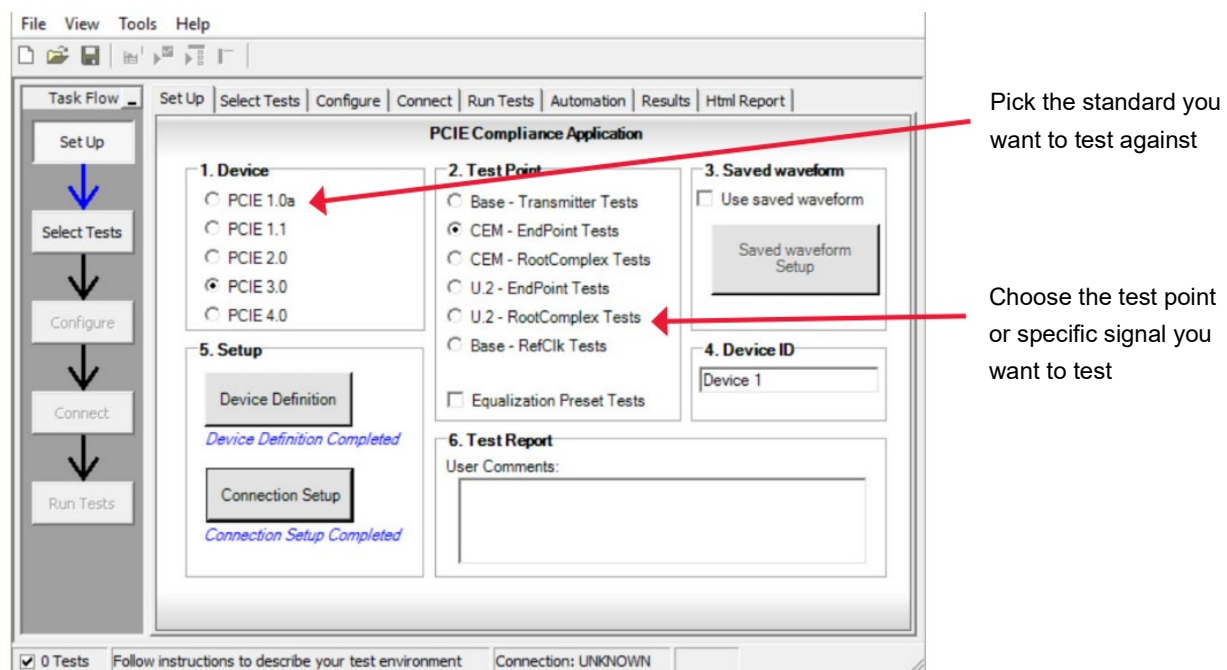 File View Tools Help
Task Flow
Set Up
Select Tests
Configure
Connect
Run Tests
Set Up Select Tests Configure Connect Run Tests Automation Results Html Report
PCIE Compliance Application
1. Device
PCIE 1.0a
PCIE 1.1
PCIE 2.0
PCIE 3.0
PCIE 4.0
2. Test Point
Base - Transmitter Tests
CEM - EndPoint Tests
CEM - RootComplex Tests
U.2 - EndPoint Tests
U.2 - RootComplex Tests
Base - RefClk Tests
Equalization Preset Tests
3. Saved waveform
Use saved waveform
Saved waveform
Setup
4. Device ID
Device 1
5. Setup
Device Definition
Device Definition Completed
Connection Setup
Connection Setup Completed
6. Test Report
User Comments:
0 Tests Follow instructions to describe your test environment Connection: UNKNOWN
Pick the standard you
want to test against
Choose the test point
or specific signal you
want to test